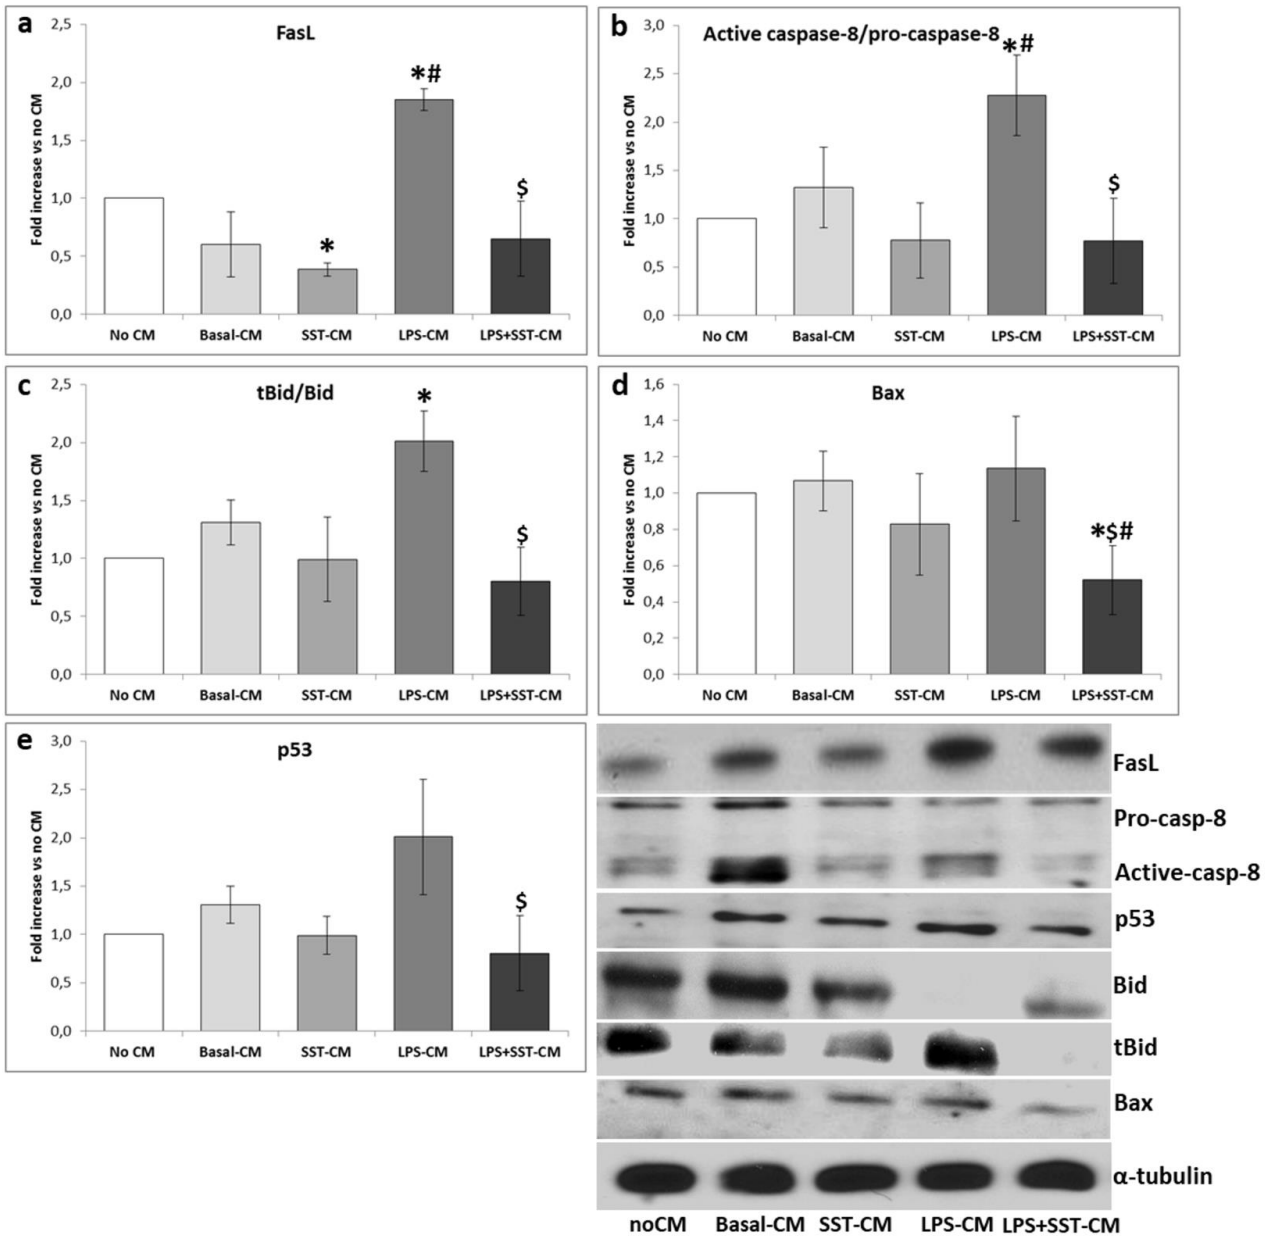 a
FasL
Fold increase vs no CM
2,5
2,0
1,5
1,0
0,5
0,0
*
*#
$
No CM Basal-CM SST-CM LPS-CM LPS+SST-CM
b
Active caspase-8/pro-caspase-8
Fold increase vs no CM
3,0
2,5
2,0
1,5
1,0
0,5
0,0
*#
$
No CM Basal-CM SST-CM LPS-CM LPS+SST-CM
c
tBid/Bid
Fold increase vs no CM
2,5
2,0
1,5
1,0
0,5
0,0
*
$
No CM Basal-CM SST-CM LPS-CM LPS+SST-CM
d
Bax
Fold increase vs no CM
1,6
1,4
1,2
1,0
0,8
0,6
0,4
0,2
0,0
*$#
No CM Basal-CM SST-CM LPS-CM LPS+SST-CM
e
p53
Fold increase vs no CM
3,0
2,5
2,0
1,5
1,0
0,5
0,0
$
No CM Basal-CM SST-CM LPS-CM LPS+SST-CM
FasL
Pro-casp-8
Active-casp-8
p53
Bid
tBid
Bax
α-tubulin
noCM Basal-CM SST-CM LPS-CM LPS+SST-CM